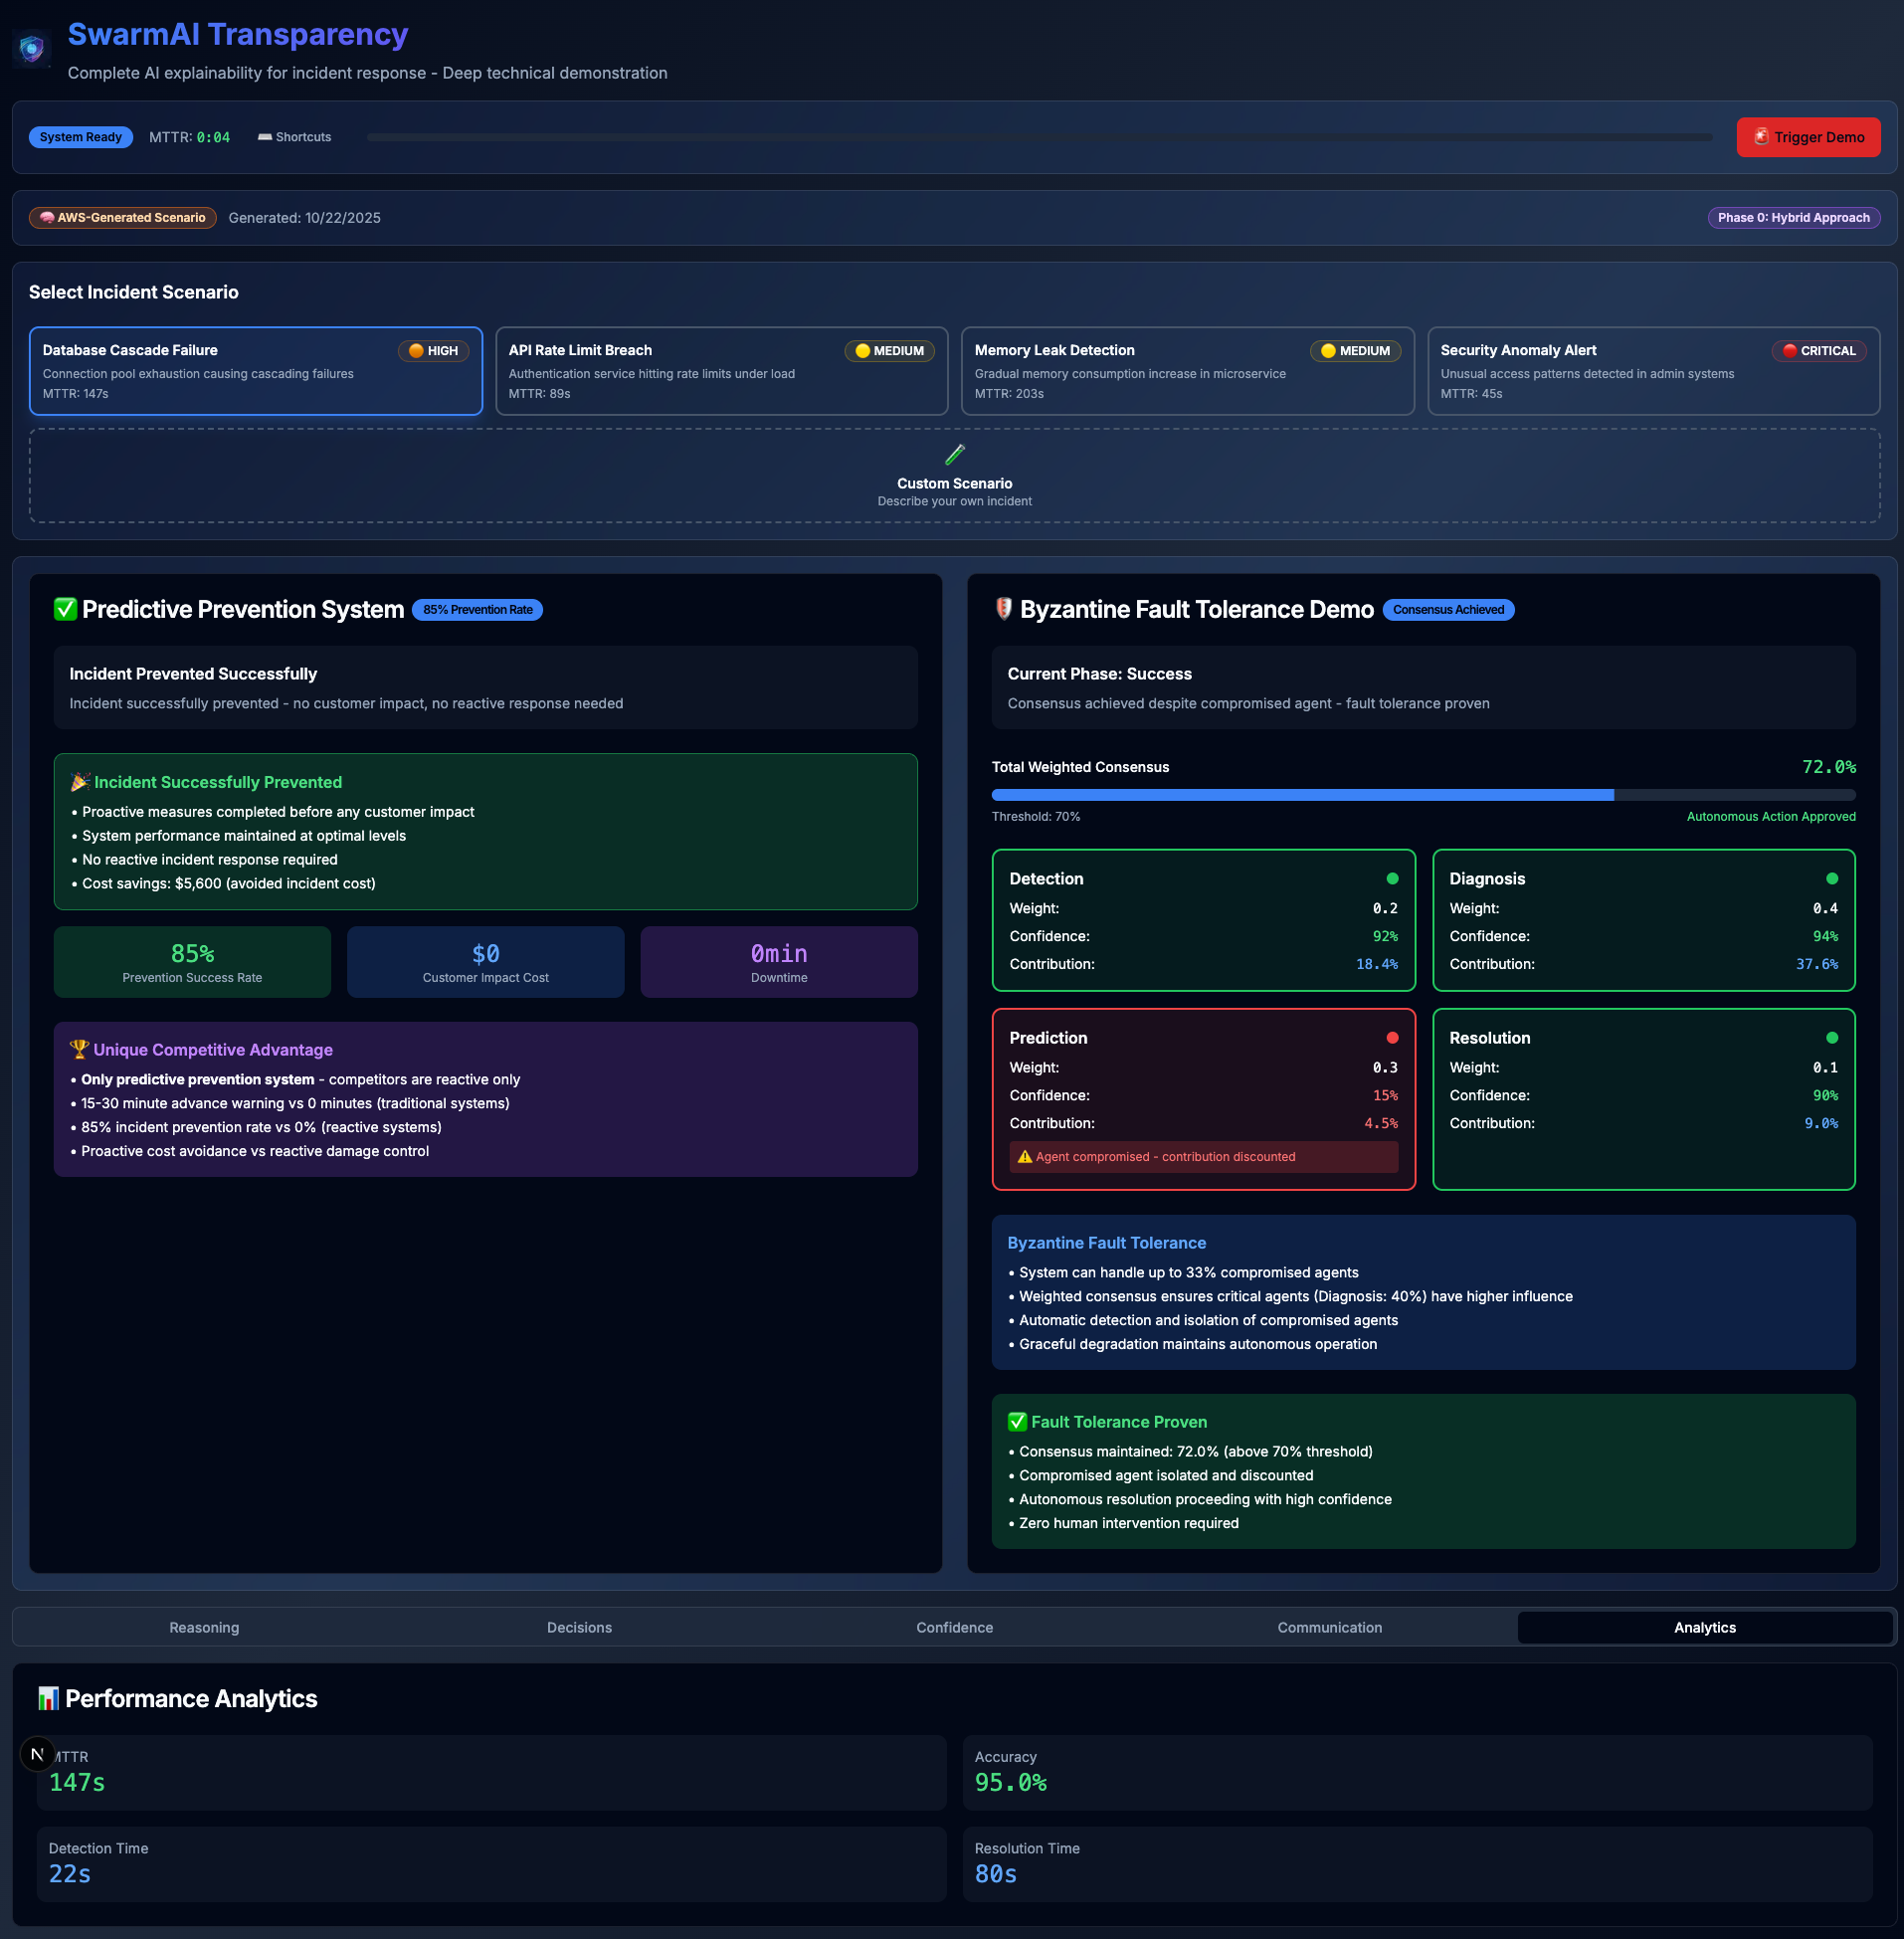 SwarmAI Transparency
Complete AI explainability for incident response - Deep technical demonstration
System Ready
MTTR: 0:04
Shortcuts
Trigger Demo
AWS-Generated Scenario
Generated: 10/22/2025
Phase 0: Hybrid Approach
Select Incident Scenario
Database Cascade Failure
HIGH
Connection pool exhaustion causing cascading failures
MTTR: 147s
API Rate Limit Breach
MEDIUM
Authentication service hitting rate limits under load
MTTR: 89s
Memory Leak Detection
MEDIUM
Gradual memory consumption increase in microservice
MTTR: 203s
Security Anomaly Alert
CRITICAL
Unusual access patterns detected in admin systems
MTTR: 45s
Custom Scenario
Describe your own incident
Predictive Prevention System
85% Prevention Rate
Incident Prevented Successfully
Incident successfully prevented - no customer impact, no reactive response needed
Incident Successfully Prevented
• Proactive measures completed before any customer impact
• System performance maintained at optimal levels
• No reactive incident response required
• Cost savings: $5,600 (avoided incident cost)
85%
Prevention Success Rate
$0
Customer Impact Cost
0min
Downtime
Unique Competitive Advantage
• Only predictive prevention system - competitors are reactive only
• 15-30 minute advance warning vs 0 minutes (traditional systems)
• 85% incident prevention rate vs 0% (reactive systems)
• Proactive cost avoidance vs reactive damage control
Byzantine Fault Tolerance Demo
Consensus Achieved
Current Phase: Success
Consensus achieved despite compromised agent - fault tolerance proven
Total Weighted Consensus
72.0%
Threshold: 70%
Autonomous Action Approved
Detection
Weight: 0.2
Confidence: 92%
Contribution: 18.4%
Diagnosis
Weight: 0.4
Confidence: 94%
Contribution: 37.6%
Prediction
Weight: 0.3
Confidence: 15%
Contribution: 4.5%
Agent compromised - contribution discounted
Resolution
Weight: 0.1
Confidence: 90%
Contribution: 9.0%
Byzantine Fault Tolerance
• System can handle up to 33% compromised agents
• Weighted consensus ensures critical agents (Diagnosis: 40%) have higher influence
• Automatic detection and isolation of compromised agents
• Graceful degradation maintains autonomous operation
Fault Tolerance Proven
• Consensus maintained: 72.0% (above 70% threshold)
• Compromised agent isolated and discounted
• Autonomous resolution proceeding with high confidence
• Zero human intervention required
Reasoning
Decisions
Confidence
Communication
Analytics
Performance Analytics
N
MTTR
147s
Accuracy
95.0%
Detection Time
22s
Resolution Time
80s